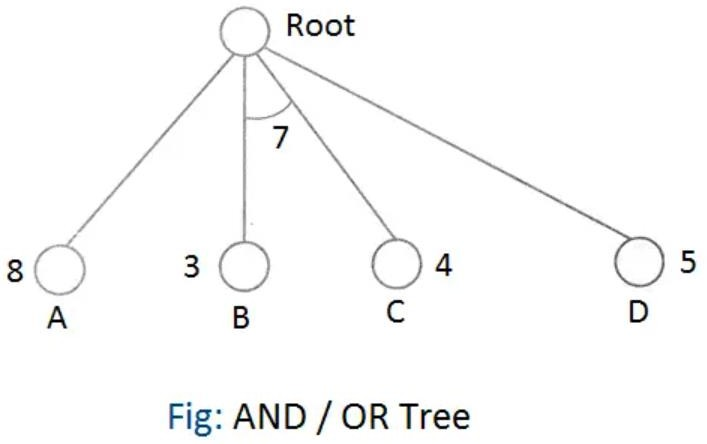 Root
7
8 3 4 5
A B C D
Fig: AND / OR Tree